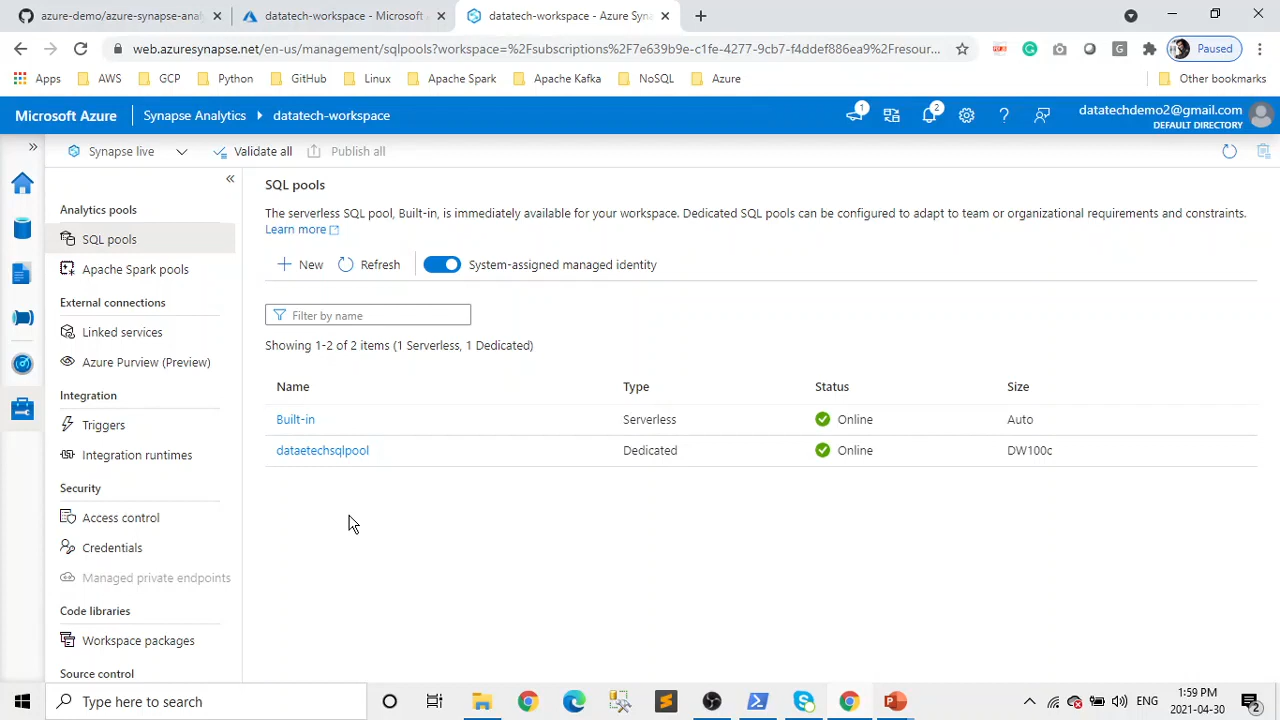 azure-demo/azure-synapse-anal
datatech-workspace - Microsoft
datatech-workspace - Azure Syn
web.azuresynapse.net/en-us/management/sqlpools?workspace=%2Fsubscriptions%2F7e639b9e-c1fe-4277-9cb7-f4ddef886ea9%2Fresour...
Paused
Apps
AWS
GCP
Python
GitHub
Linux
Apache Spark
Apache Kafka
NoSQL
Azure
Other bookmarks
Microsoft Azure
Synapse Analytics
datatech-workspace
1
2
datatechdemo2@gmail.com
DEFAULT DIRECTORY
Synapse live
Validate all
Publish all
Analytics pools
SQL pools
Apache Spark pools
External connections
Linked services
Azure Purview (Preview)
Integration
Triggers
Integration runtimes
Security
Access control
Credentials
Managed private endpoints
Code libraries
Workspace packages
Source control
SQL pools
The serverless SQL pool, Built-in, is immediately available for your workspace. Dedicated SQL pools can be configured to adapt to team or organizational requirements and constraints.
Learn more
New
Refresh
System-assigned managed identity
Filter by name
Showing 1-2 of 2 items (1 Serverless, 1 Dedicated)
Name Type Status Size
Built-in Serverless Online Auto
dataetechsqlpool Dedicated Online DW100c
Type here to search
ENG
1:59 PM
2021-04-30
2